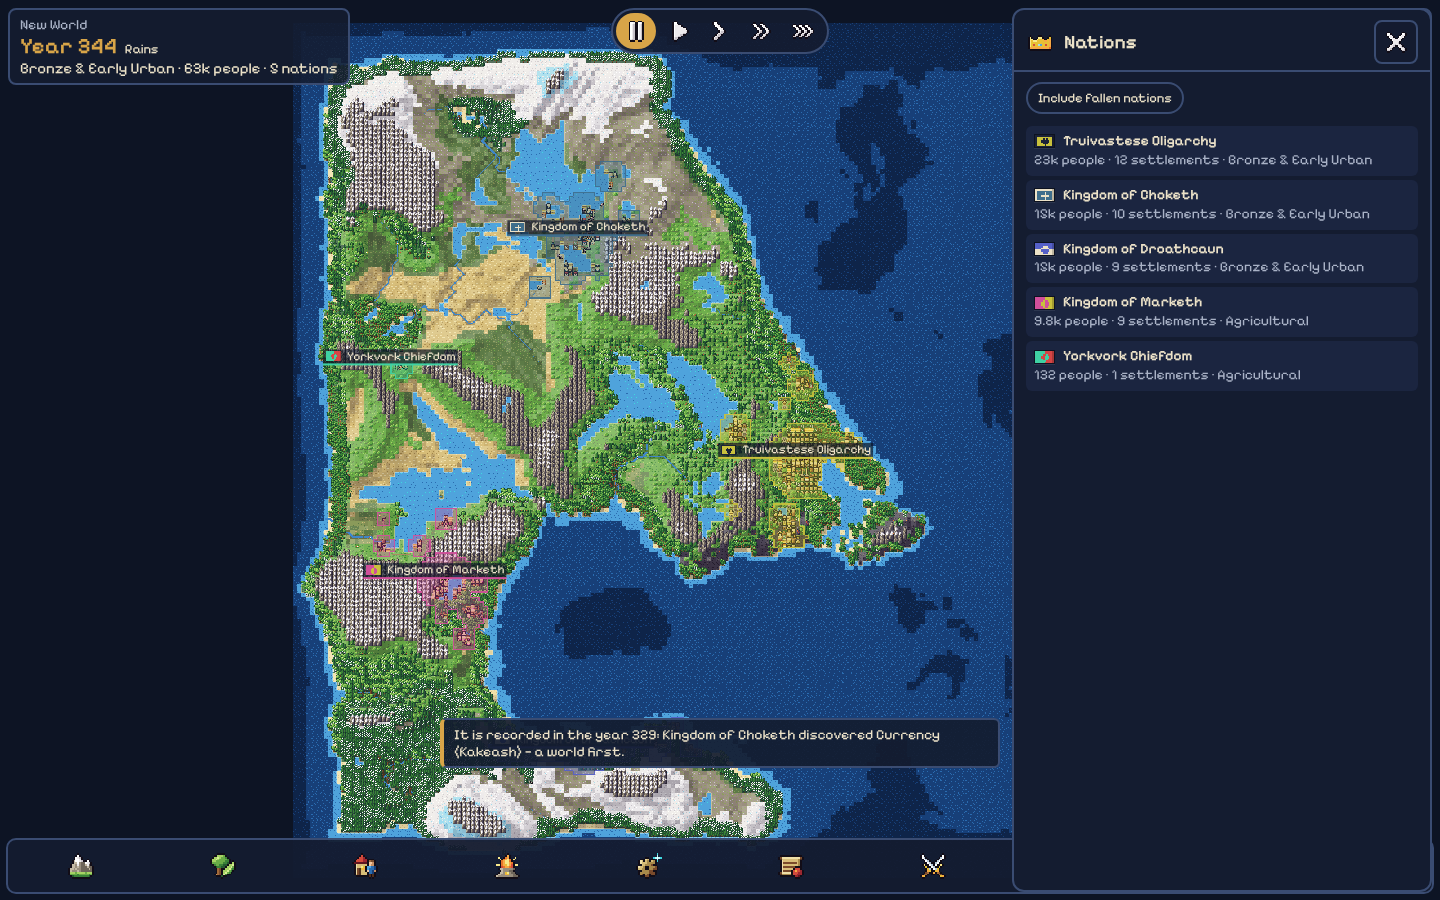 New World
Year 344 Rains
Bronze & Early Urban · 63k people · 5 nations
Nations
Include fallen nations
Truivastese Oligarchy
23k people · 12 settlements · Bronze & Early Urban
Kingdom of Choketh
15k people · 10 settlements · Bronze & Early Urban
Kingdom of Droathcaun
15k people · 9 settlements · Bronze & Early Urban
Kingdom of Marketh
9.8k people · 9 settlements · Agricultural
Yorkvork Chiefdom
132 people · 1 settlements · Agricultural
Kingdom of Choketh
Yorkvork Chiefdom
Truivastese Oligarchy
Kingdom of Marketh
It is recorded in the year 329: Kingdom of Choketh discovered Currency
(Kakeash) – a world first.